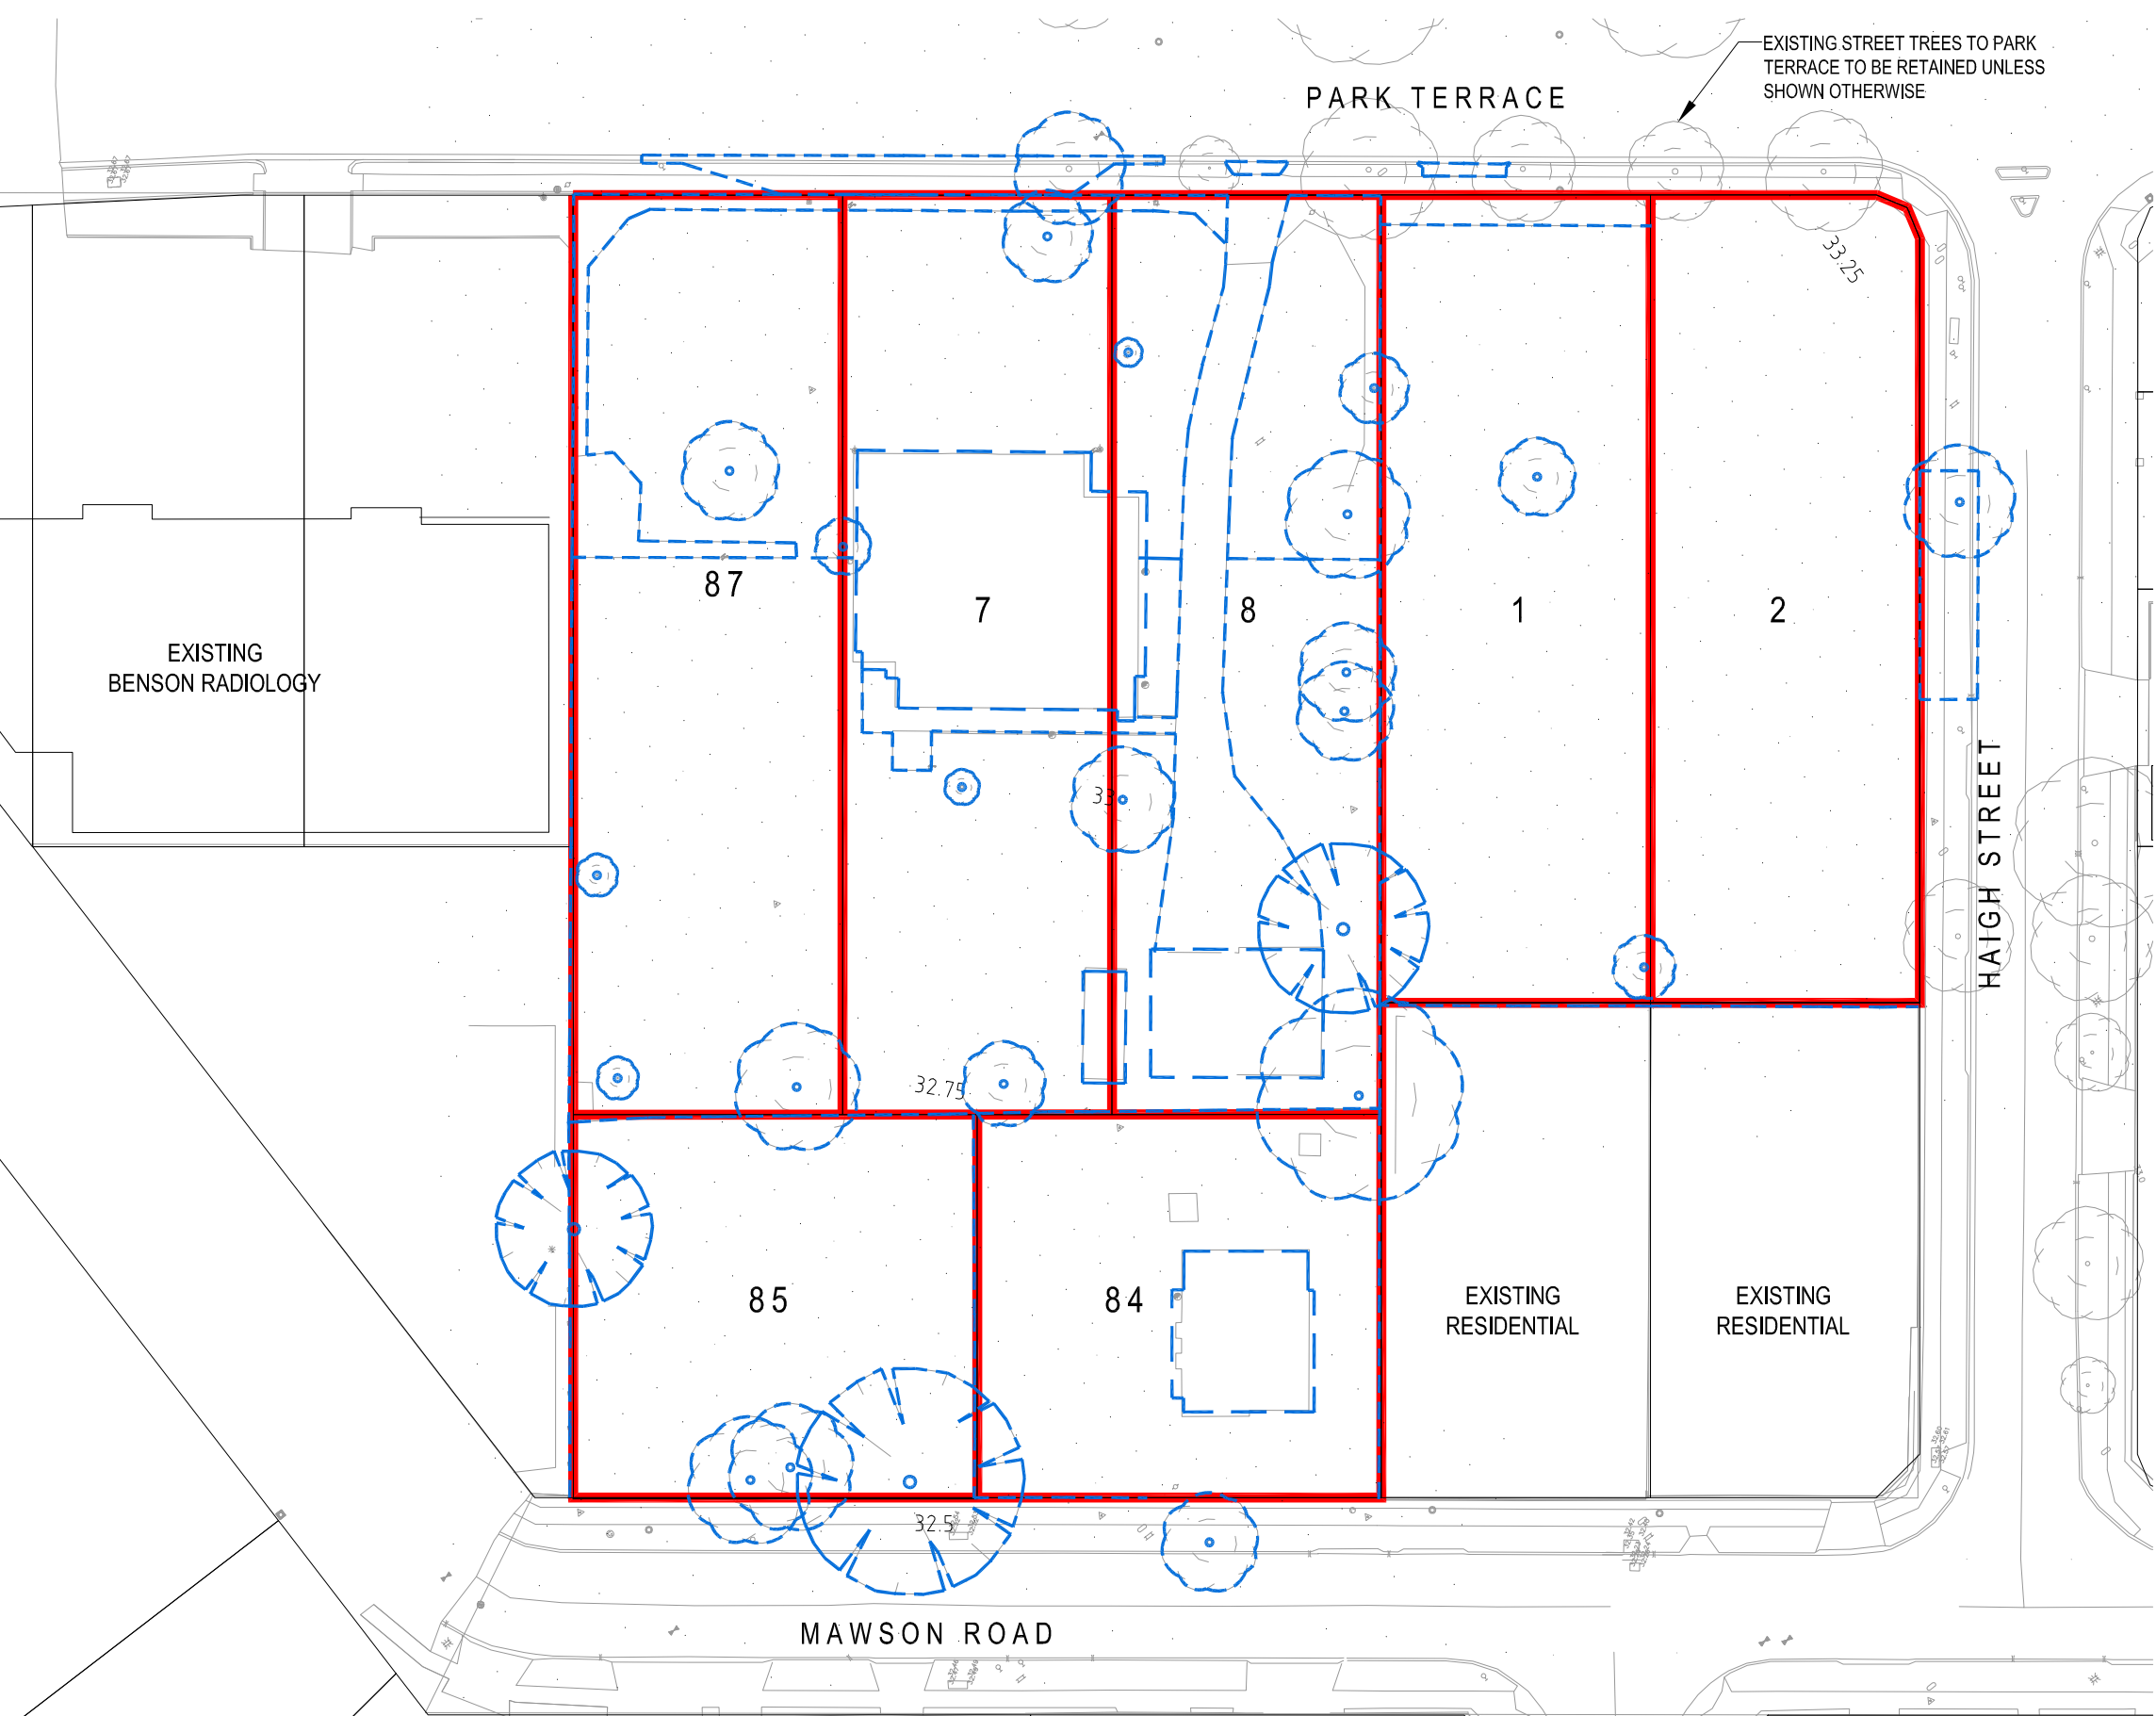 EXISTING STREET TREES TO PARK
TERRACE TO BE RETAINED UNLESS
SHOWN OTHERWISE
PARK TERRACE
33.25
87
7
8
1
2
EXISTING
BENSON RADIOLOGY
HAIGH STREET
33
32.75
85
84
EXISTING
RESIDENTIAL
EXISTING
RESIDENTIAL
32.5
MAWSON ROAD